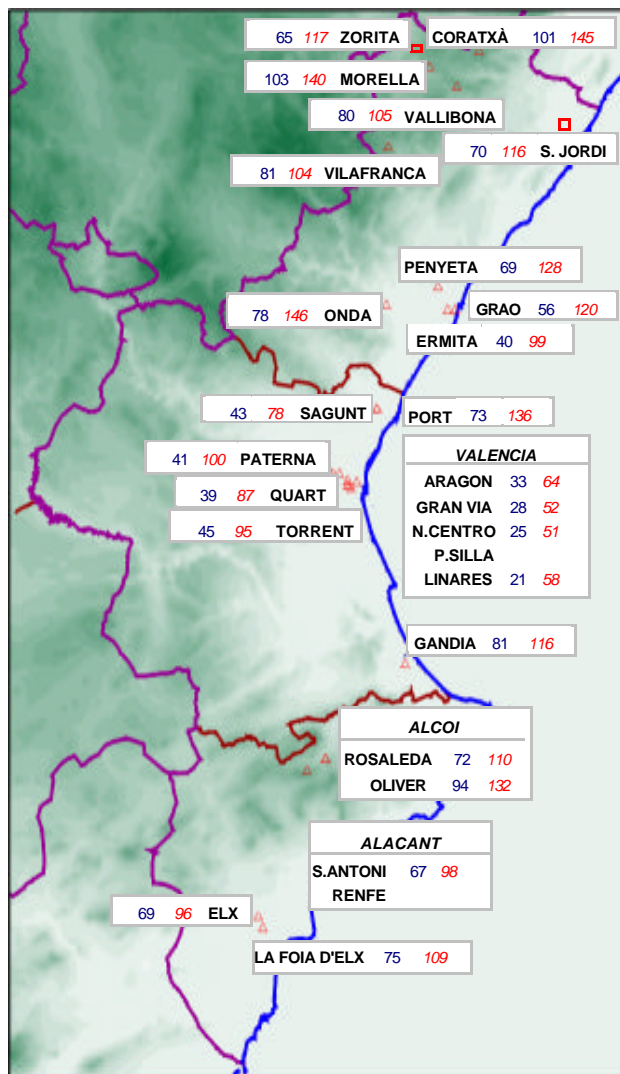 65 117 ZORITA
CORATXÀ 101 145
103 140 MORELLA
80 105 VALLIBONA
70 116 S. JORDI
81 104 VILAFRANCA
PENYETA 69 128
78 146 ONDA
GRAO 56 120
ERMITA 40 99
43 78 SAGUNT
PORT 73 136
VALENCIA
ARAGON 33 64
GRAN VIA 28 52
N.CENTRO 25 51
P.SILLA
LINARES 21 58
41 100 PATERNA
39 87 QUART
45 95 TORRENT
GANDIA 81 116
ALCOI
ROSALEDA 72 110
OLIVER 94 132
ALACANT
S.ANTONI 67 98
RENFE
69 96 ELX
LA FOIA D'ELX 75 109